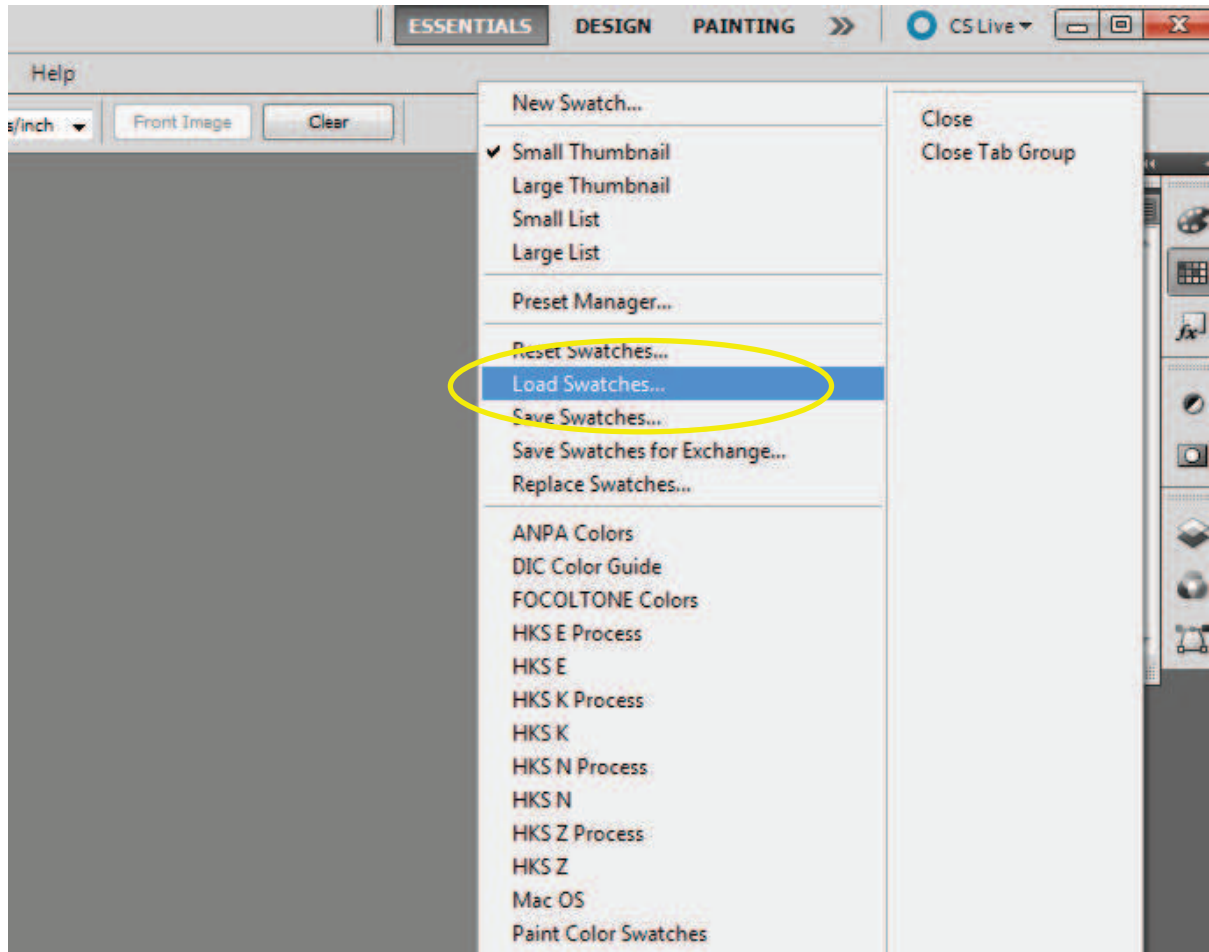 ESSENTIALS DESIGN PAINTING CS Live
Help
s/inch Front Image Clear
New Swatch...
Small Thumbnail
Large Thumbnail
Small List
Large List
Preset Manager...
Reset Swatches...
Load Swatches...
Save Swatches...
Save Swatches for Exchange...
Replace Swatches...
ANPA Colors
DIC Color Guide
FOCOLTONE Colors
HKS E Process
HKS E
HKS K Process
HKS K
HKS N Process
HKS N
HKS Z Process
HKS Z
Mac OS
Paint Color Swatches
Close
Close Tab Group
fx